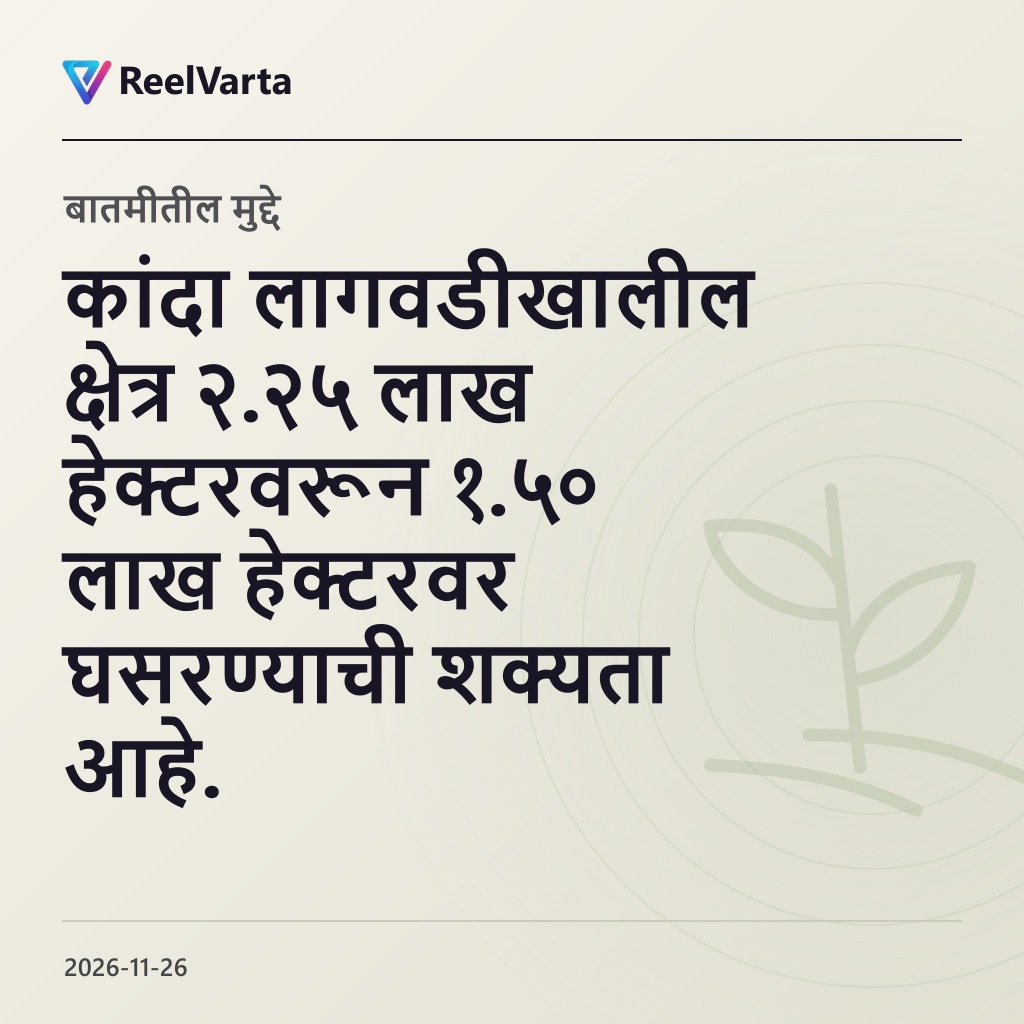 ReelVarta
बातमीतील मुद्दे
कांदा लागवडीखालील
क्षेत्र २.२५ लाख
हेक्टरवरून १.५०
लाख हेक्टरवर
घसरण्याची शक्यता
आहे.
2026-11-26